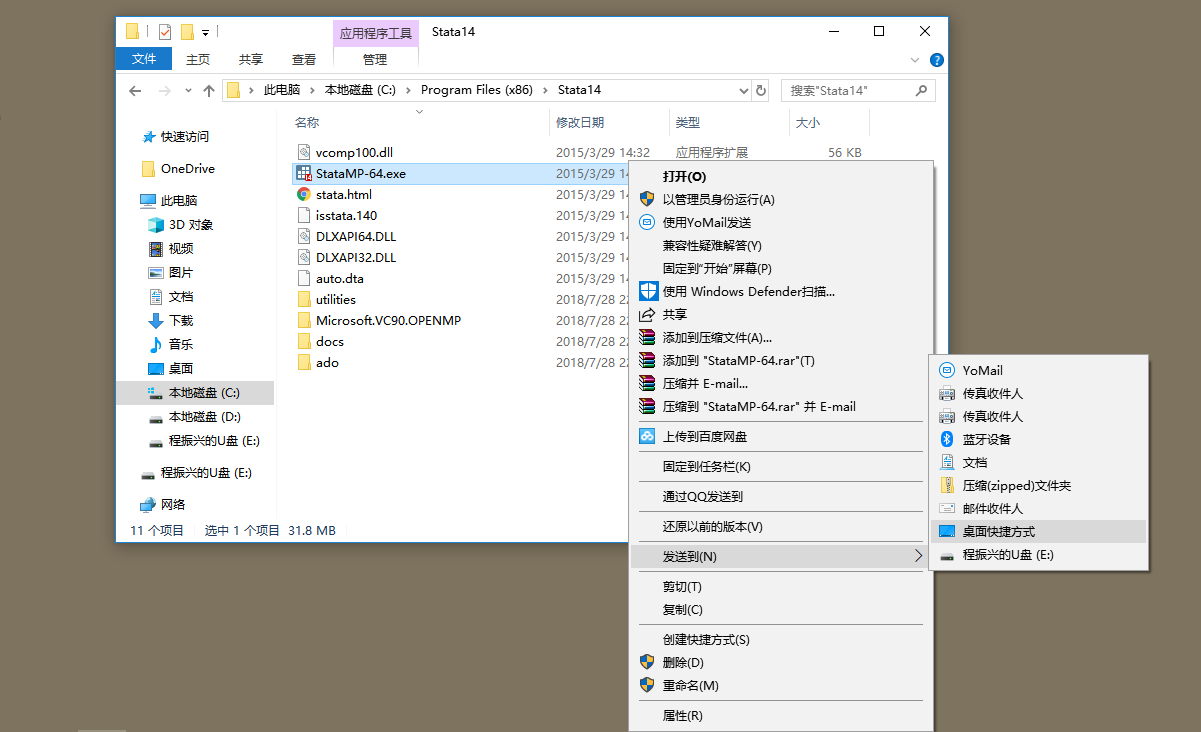 应用程序工具 Stata14
文件 主页 共享 查看 管理
此电脑 本地磁盘 (C:) Program Files (x86) Stata14
搜索"Stata14"
名称 修改日期 类型 大小
快速访问
OneDrive
此电脑
3D 对象
视频
图片
文档
下载
音乐
桌面
本地磁盘 (C:)
本地磁盘 (D:)
程振兴的U盘 (E:)
程振兴的U盘 (E:)
网络
vcomp100.dll 2015/3/29 14:32 应用程序扩展 56 KB
StataMP-64.exe 2015/3/29 14
stata.html 2015/3/29 14
isstata.140 2015/3/29 14
DLXAPI64.DLL 2015/3/29 14
DLXAPI32.DLL 2015/3/29 14
auto.dta 2015/3/29 14
utilities 2018/7/28 22
Microsoft.VC90.OPENMP 2018/7/28 22
docs 2018/7/28 22
ado 2018/7/28 22
11 个项目 选中 1 个项目 31.8 MB
打开(O)
以管理员身份运行(A)
使用YoMail发送
兼容性疑难解答(Y)
固定到"开始"屏幕(P)
使用 Windows Defender扫描...
共享
添加到压缩文件(A)...
添加到 "StataMP-64.rar"(T)
压缩并 E-mail...
压缩到 "StataMP-64.rar" 并 E-mail
上传到百度网盘
固定到任务栏(K)
通过QQ发送到
还原以前的版本(V)
发送到(N)
剪切(T)
复制(C)
创建快捷方式(S)
删除(D)
重命名(M)
属性(R)
YoMail
传真收件人
传真收件人
蓝牙设备
文档
压缩(zipped)文件夹
邮件收件人
桌面快捷方式
程振兴的U盘 (E:)